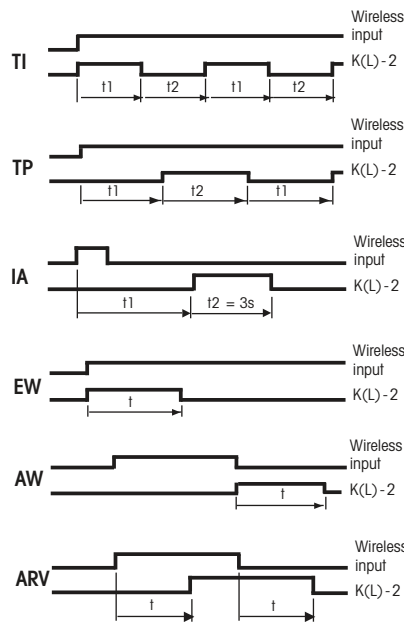 Wireless
input
TI
K(L)-2
t1 t2 t1 t2
Wireless
input
TP
K(L)-2
t1 t2 t1
Wireless
input
IA
K(L)-2
t1 t2 = 3s
Wireless
input
EW
K(L)-2
t
Wireless
input
AW
K(L)-2
t
Wireless
input
ARV
K(L)-2
t t